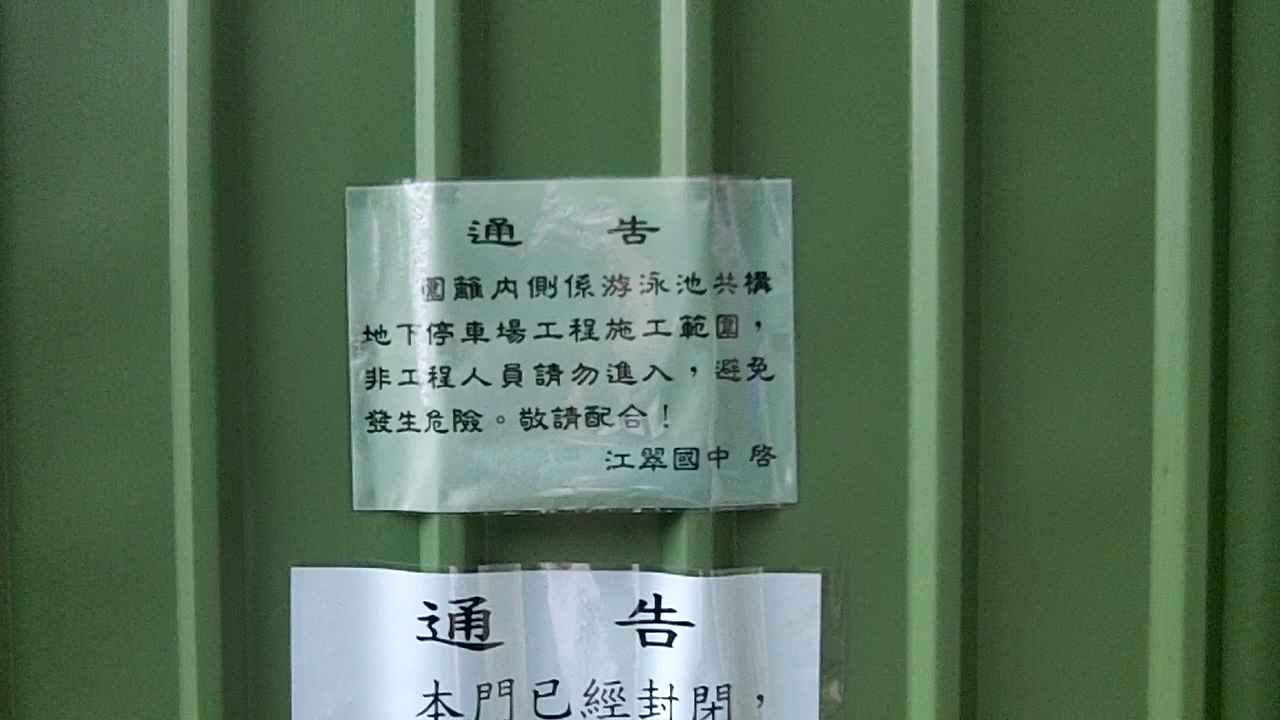 通 告
圍籬內側係游泳池共構
地下停車場工程施工範圍，
非工程人員請勿進入，避免
發生危險。敬請配合！
江翠國中 啓
通 告
本門已經封閉，